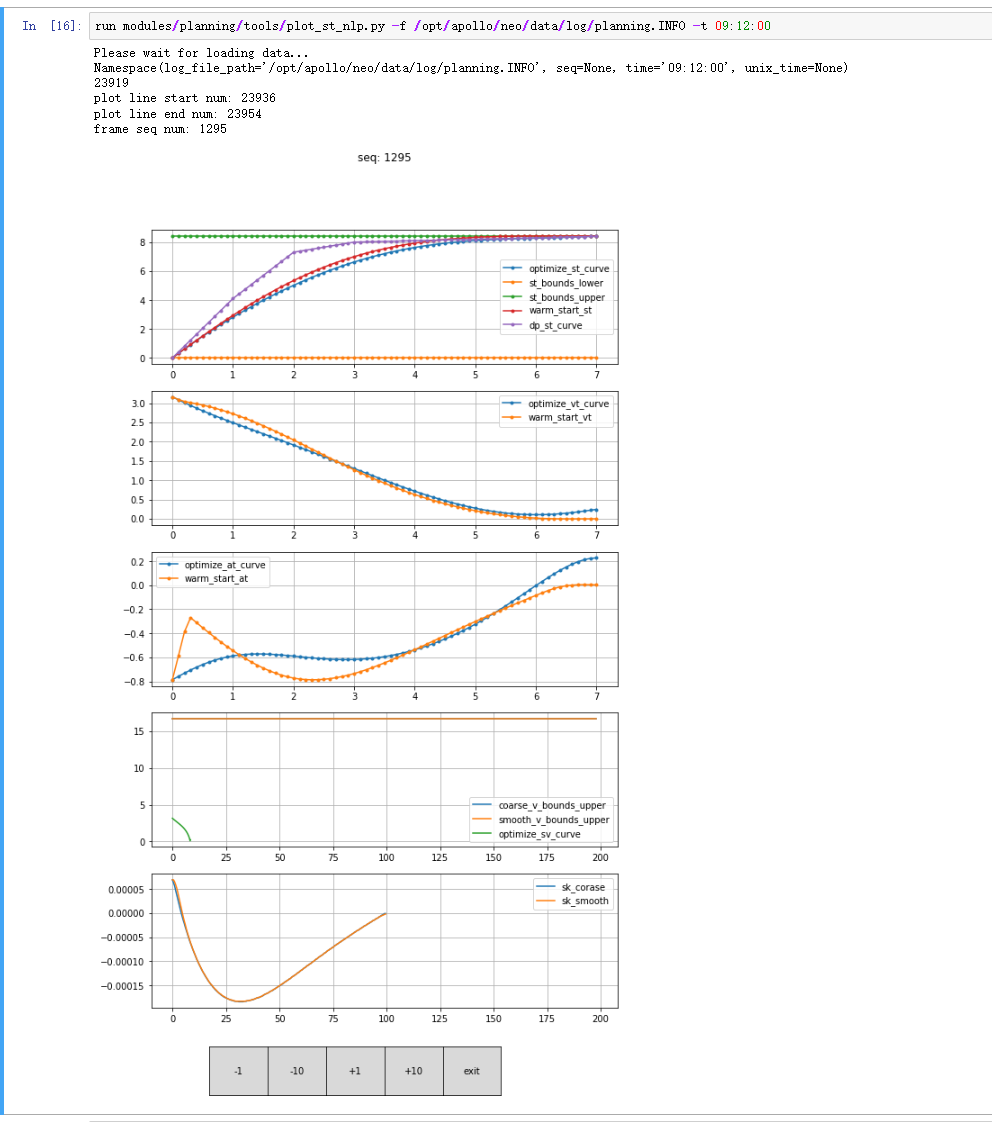 In [16]: run modules/planning/tools/plot_st_nlp.py -f /opt/apollo/neo/data/log/planning.INFO -t 09:12:00
Please wait for loading data...
Namespace(log_file_path='/opt/apollo/neo/data/log/planning.INFO', seq=None, time='09:12:00', unix_time=None)
23919
plot line start num: 23936
plot line end num: 23954
frame seq num: 1295
seq: 1295
8
6
4
2
0
optimize_st_curve
st_bounds_lower
st_bounds_upper
warm_start_st
dp_st_curve
0 1 2 3 4 5 6 7
3.0
2.5
2.0
1.5
1.0
0.5
0.0
optimize_vt_curve
warm_start_vt
0 1 2 3 4 5 6 7
0.2
0.0
−0.2
−0.4
−0.6
−0.8
optimize_at_curve
warm_start_at
0 1 2 3 4 5 6 7
15
10
5
0
coarse_v_bounds_upper
smooth_v_bounds_upper
optimize_sv_curve
0 25 50 75 100 125 150 175 200
0.00005
0.00000
−0.00005
−0.00010
−0.00015
sk_corase
sk_smooth
0 25 50 75 100 125 150 175 200
-1 -10 +1 +10 exit